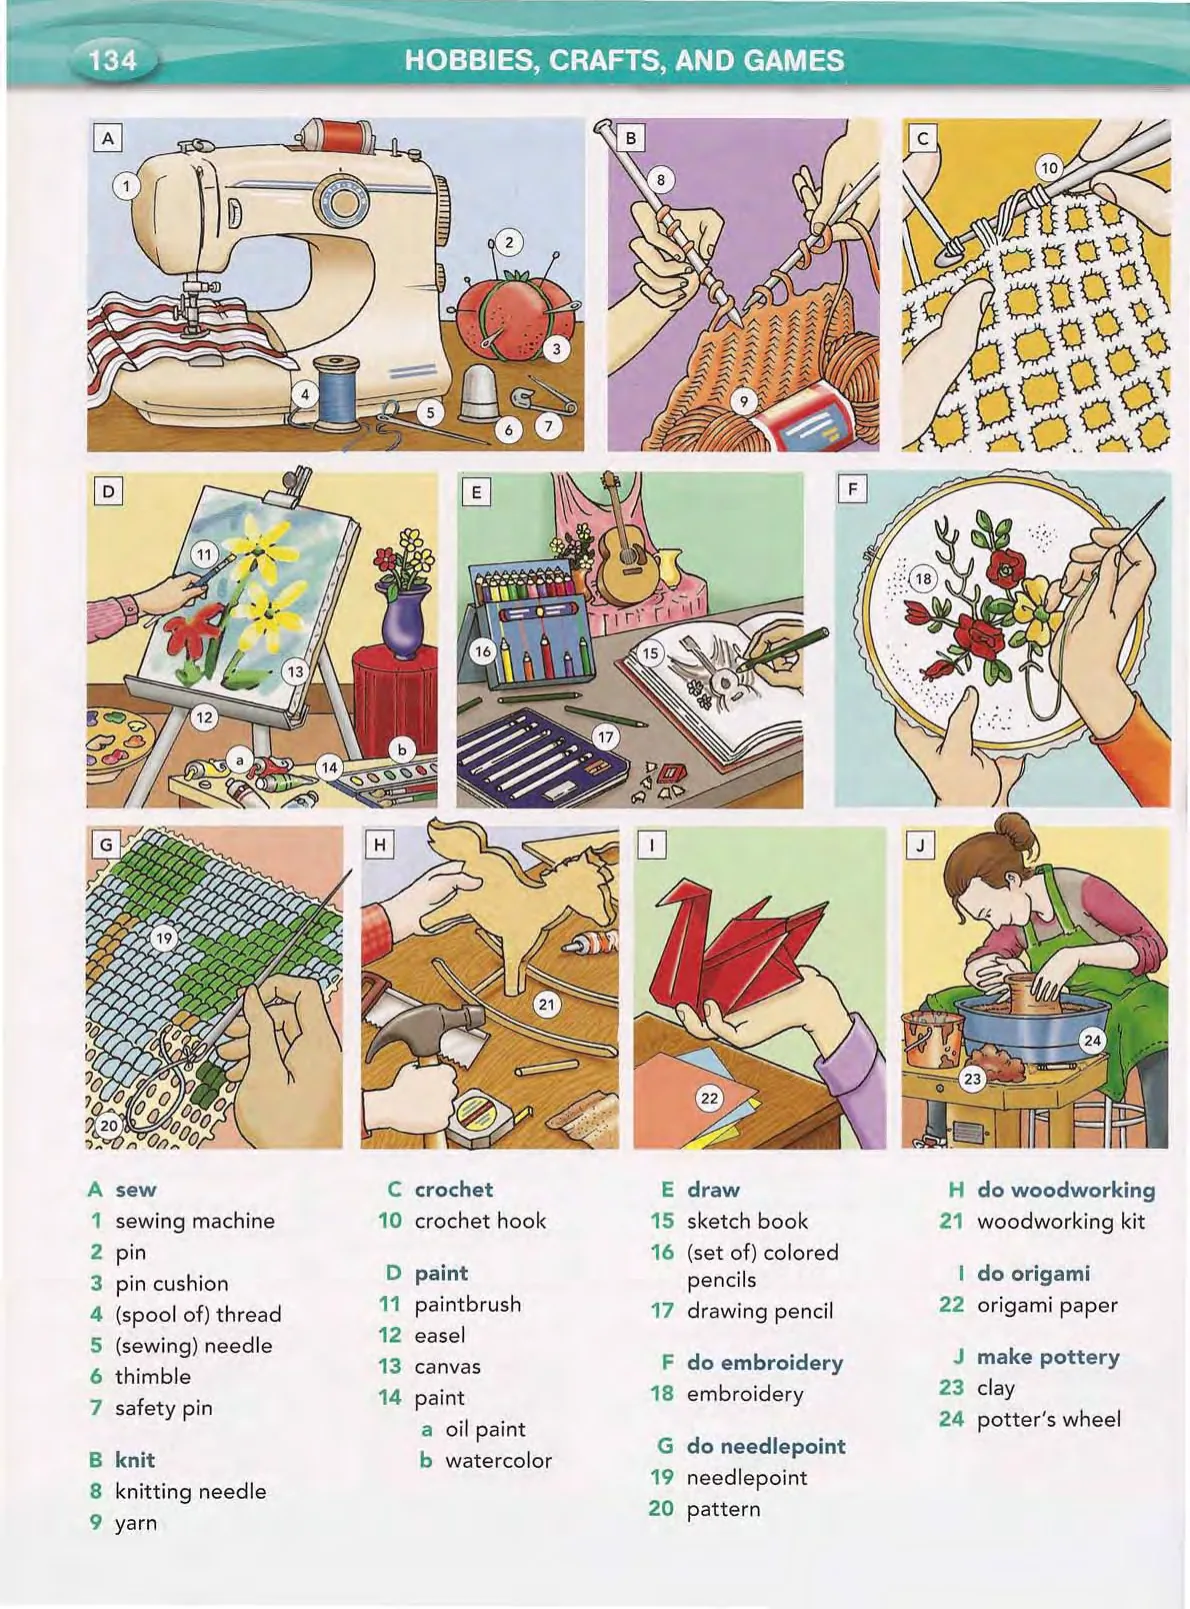 134
HOBBIES, CRAFTS, AND GAMES
A
1
2
3
4
5
6
7
B
8
9
C
10
D
11
12
13
14
a
b
E
15
16
17
F
18
G
19
20
H
21
I
22
J
23
24
A sew
1 sewing machine
2 pin
3 pin cushion
4 (spool of) thread
5 (sewing) needle
6 thimble
7 safety pin
B knit
8 knitting needle
9 yarn
C crochet
10 crochet hook
D paint
11 paintbrush
12 easel
13 canvas
14 paint
a oil paint
b watercolor
E draw
15 sketch book
16 (set of) colored
pencils
17 drawing pencil
F do embroidery
18 embroidery
G do needlepoint
19 needlepoint
20 pattern
H do woodworking
21 woodworking kit
I do origami
22 origami paper
J make pottery
23 clay
24 potter's wheel